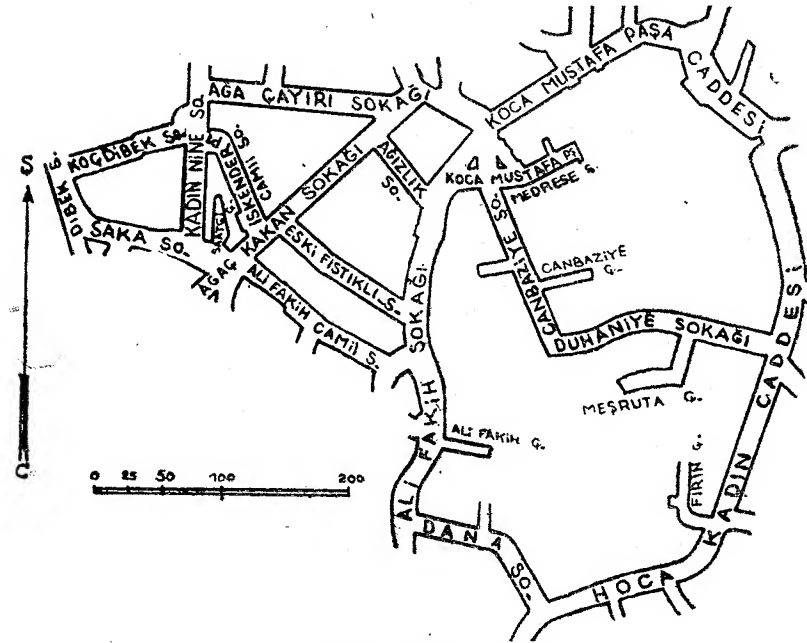 KOCA MUSTAFA PAŞA CADDESİ
AĞA ÇAYIRI SOKAĞI
KOÇDİBEK SO.
DİBEK S.
KADIN NİNE SO.
İSKENDER PŞ.
CAMİİ SO.
AĞIZLIK
SO.
KOCA MUSTAFA PŞ
MEDRESE S.
Ş
SAKA SO.
AĞAÇ KAKAN SOKAĞI
ESKİ FISTIKLI S.
ALİ FAKİH CAMİİ S.
CANBAZİYE SO.
CANBAZİYE
Ç.
DUHANİYE SOKAĞI
MEŞRUTA Ç.
ALİ FAKİH SOKAĞI
ALİ FAKİH Ç.
FIRIN Ç.
HOCA KADIN CADDESİ
DANA SO.
C
0 25 50 100 200